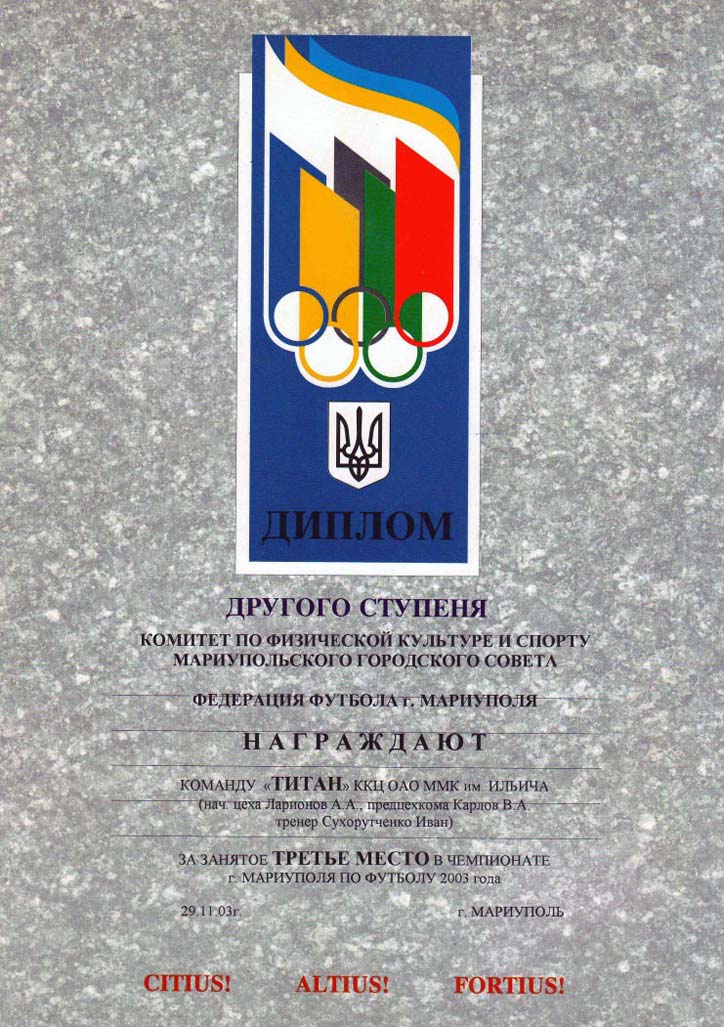 ДИПЛОМ
ДРУГОГО СТУПЕНЯ
КОМИТЕТ ПО ФИЗИЧЕСКОЙ КУЛЬТУРЕ И СПОРТУ
МАРИУПОЛЬСКОГО ГОРОДСКОГО СОВЕТА
ФЕДЕРАЦИЯ ФУТБОЛА г. МАРИУПОЛЯ
НАГРАЖДАЮТ
КОМАНДУ «ТИТАН» ККЦ ОАО ММК им. ИЛЬИЧА
(нач. цеха Ларионов А.А., предцехкома Карлов В.А.
тренер Сухорутченко Иван)
ЗА ЗАНЯТОЕ ТРЕТЬЕ МЕСТО В ЧЕМПИОНАТЕ
г. МАРИУПОЛЯ ПО ФУТБОЛУ 2003 года
29.11.03г. г. МАРИУПОЛЬ
CITIUS! ALTIUS! FORTIUS!